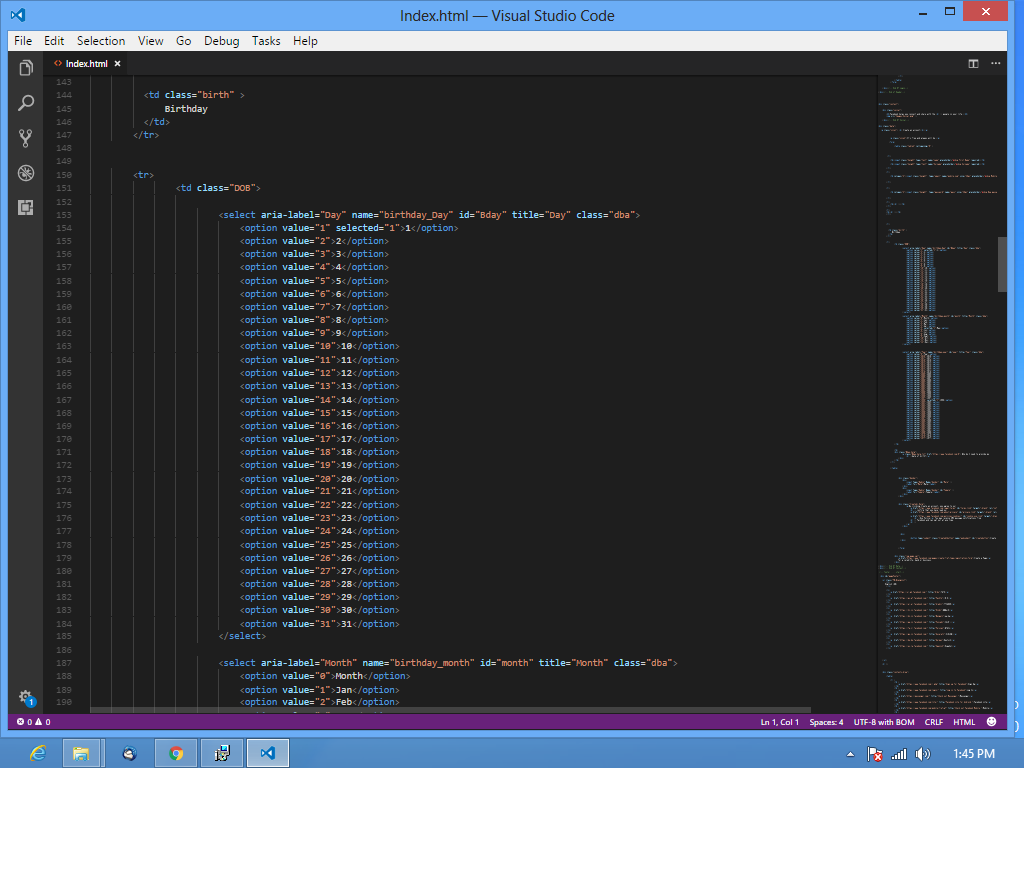 Index.html — Visual Studio Code
File Edit Selection View Go Debug Tasks Help
<> Index.html ×
143
144 <td class="birth" >
145 Birthday
146 </td>
147 </tr>
148
149
150 <tr>
151 <td class="DOB">
152
153 <select aria-label="Day" name="birthday_Day" id="Bday" title="Day" class="dba">
154 <option value="1" selected="1">1</option>
155 <option value="2">2</option>
156 <option value="3">3</option>
157 <option value="4">4</option>
158 <option value="5">5</option>
159 <option value="6">6</option>
160 <option value="7">7</option>
161 <option value="8">8</option>
162 <option value="9">9</option>
163 <option value="10">10</option>
164 <option value="11">11</option>
165 <option value="12">12</option>
166 <option value="13">13</option>
167 <option value="14">14</option>
168 <option value="15">15</option>
169 <option value="16">16</option>
170 <option value="17">17</option>
171 <option value="18">18</option>
172 <option value="19">19</option>
173 <option value="20">20</option>
174 <option value="21">21</option>
175 <option value="22">22</option>
176 <option value="23">23</option>
177 <option value="24">24</option>
178 <option value="25">25</option>
179 <option value="26">26</option>
180 <option value="27">27</option>
181 <option value="28">28</option>
182 <option value="29">29</option>
183 <option value="30">30</option>
184 <option value="31">31</option>
185 </select>
186
187 <select aria-label="Month" name="birthday_month" id="month" title="Month" class="dba">
188 <option value="0">Month</option>
189 <option value="1">Jan</option>
190 <option value="2">Feb</option>
1
0 0 Ln 1, Col 1 Spaces: 4 UTF-8 with BOM CRLF HTML
1:45 PM